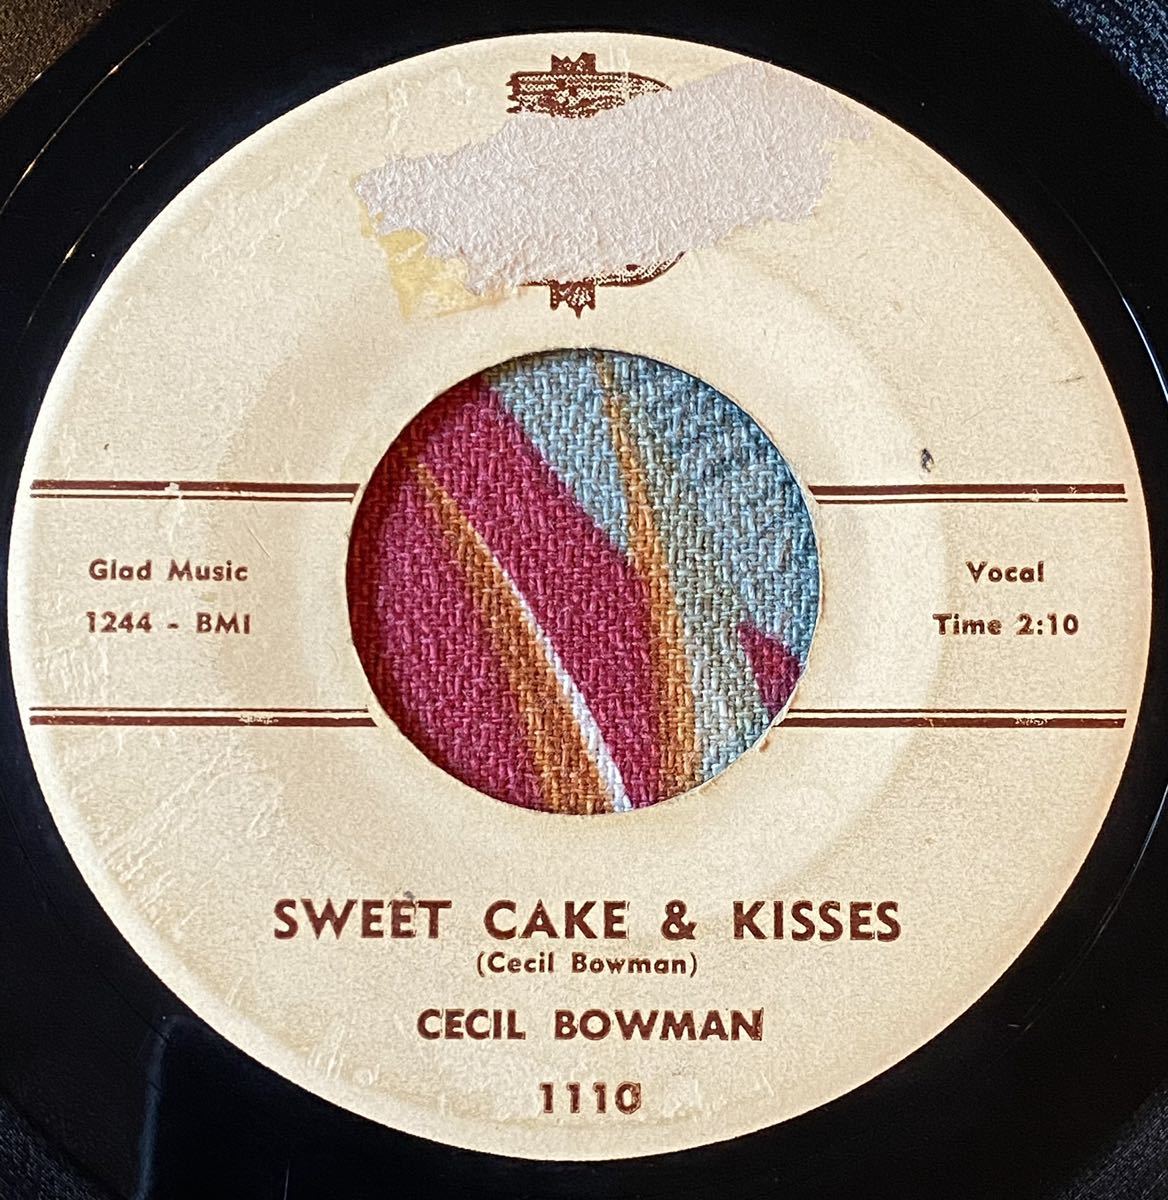 Glad Music
1244 - BMI
Vocal
Time 2:10
SWEET CAKE & KISSES
(Cecil Bowman)
CECIL BOWMAN
1110